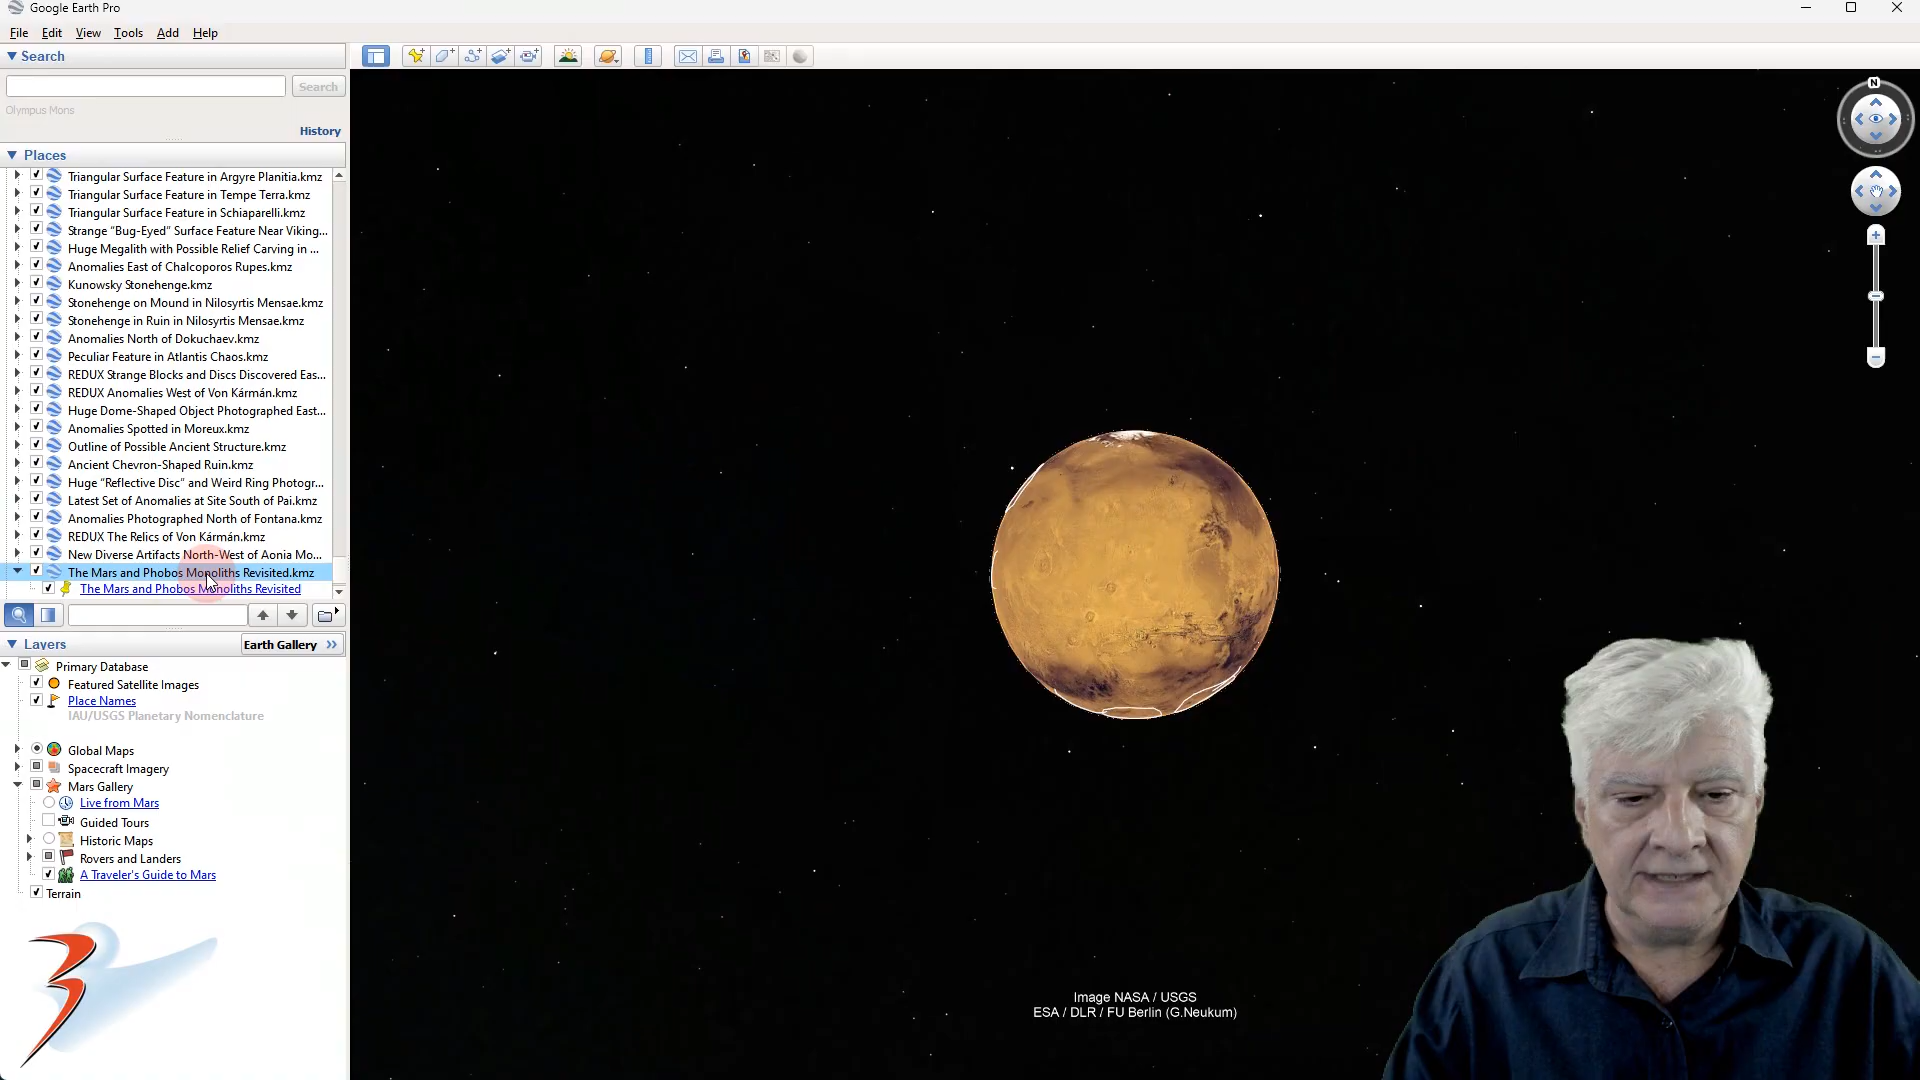 Google Earth Pro
File Edit View Tools Add Help
Search
Search
Olympus Mons
History
Places
Triangular Surface Feature in Argyre Planitia.kmz
Triangular Surface Feature in Tempe Terra.kmz
Triangular Surface Feature in Schiaparelli.kmz
Strange "Bug-Eyed" Surface Feature Near Viking...
Huge Megalith with Possible Relief Carving in ...
Anomalies East of Chalcoporos Rupes.kmz
Kunowsky Stonehenge.kmz
Stonehenge on Mound in Nilosyrtis Mensae.kmz
Stonehenge in Ruin in Nilosyrtis Mensae.kmz
Anomalies North of Dokuchaev.kmz
Peculiar Feature in Atlantis Chaos.kmz
REDUX Strange Blocks and Discs Discovered Eas...
REDUX Anomalies West of Von Kármán.kmz
Huge Dome-Shaped Object Photographed East...
Anomalies Spotted in Moreux.kmz
Outline of Possible Ancient Structure.kmz
Ancient Chevron-Shaped Ruin.kmz
Huge "Reflective Disc" and Weird Ring Photogr...
Latest Set of Anomalies at Site South of Pai.kmz
Anomalies Photographed North of Fontana.kmz
REDUX The Relics of Von Kármán.kmz
New Diverse Artifacts North-West of Aonia Mo...
The Mars and Phobos Monoliths Revisited.kmz
The Mars and Phobos Monoliths Revisited
Layers
Earth Gallery »
Primary Database
Featured Satellite Images
Place Names
IAU/USGS Planetary Nomenclature
Global Maps
Spacecraft Imagery
Mars Gallery
Live from Mars
Guided Tours
Historic Maps
Rovers and Landers
A Traveler's Guide to Mars
Terrain
N
Image NASA / USGS
ESA / DLR / FU Berlin (G.Neukum)